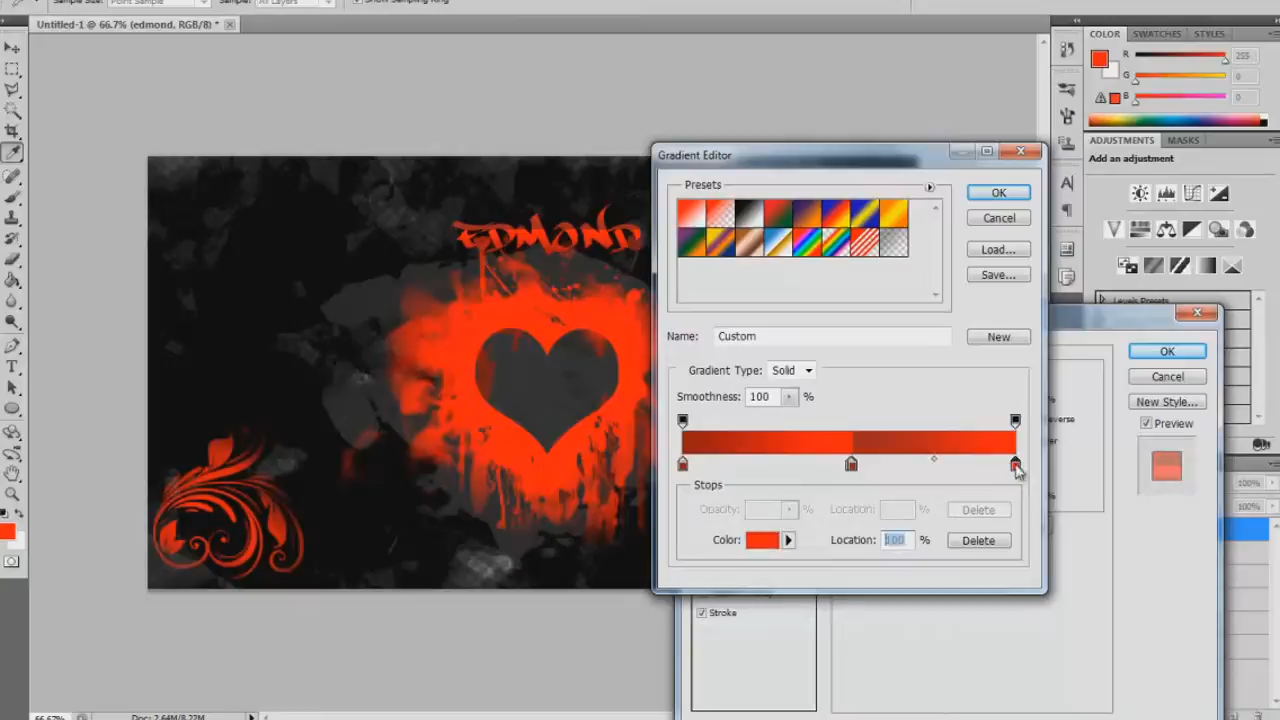 Sample Size: Point Sample Sample: All Layers Show Sampling Ring
Untitled-1 @ 66.7% (edmond, RGB/8) *
COLOR SWATCHES STYLES
R 255
G 0
B 0
ADJUSTMENTS MASKS
Add an adjustment
Levels Presets
EDMOND
Gradient Editor
Presets
OK
Cancel
Load...
Save...
Name: Custom
New
Gradient Type: Solid
Smoothness: 100 %
Stops
Opacity: % Location: % Delete
Color: Location: 100 % Delete
OK
Cancel
New Style...
Preview
everse
%
%
Stroke
100%
100%
66.67% Doc: 2.64M/8.22M